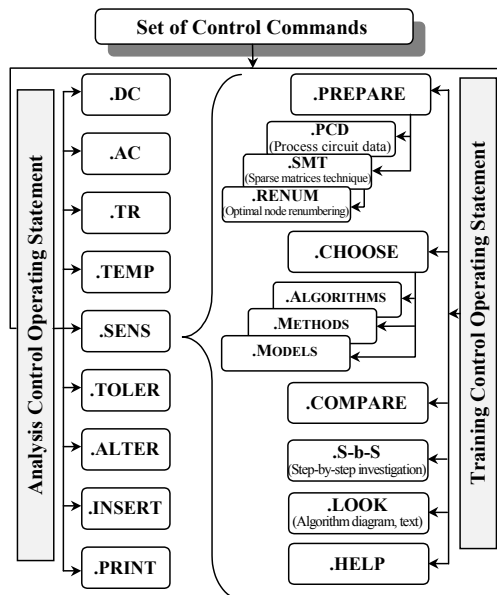 Set of Control Commands
Analysis Control Operating Statement
.DC
.AC
.TR
.TEMP
.SENS
.TOLER
.ALTER
.INSERT
.PRINT
.PREPARE
.PCD
(Process circuit data)
.SMT
(Sparse matrices technique)
.RENUM
(Optimal node renumbering)
.CHOOSE
.ALGORITHMS
.METHODS
.MODELS
.COMPARE
.S-b-S
(Step-by-step investigation)
.LOOK
(Algorithm diagram, text)
.HELP
Training Control Operating Statement